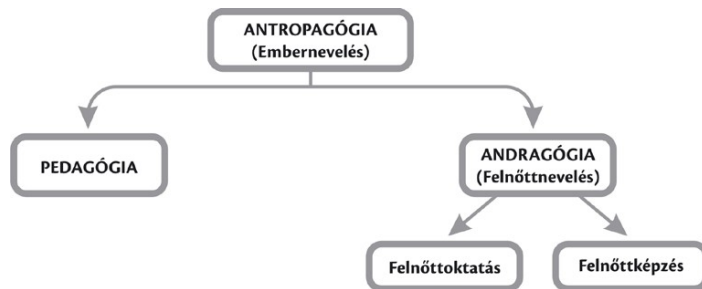 ANTROPAGÓGIA
(Embernevelés)
PEDAGÓGIA
ANDRAGÓGIA
(Felnőttnevelés)
Felnőttoktatás
Felnőttképzés